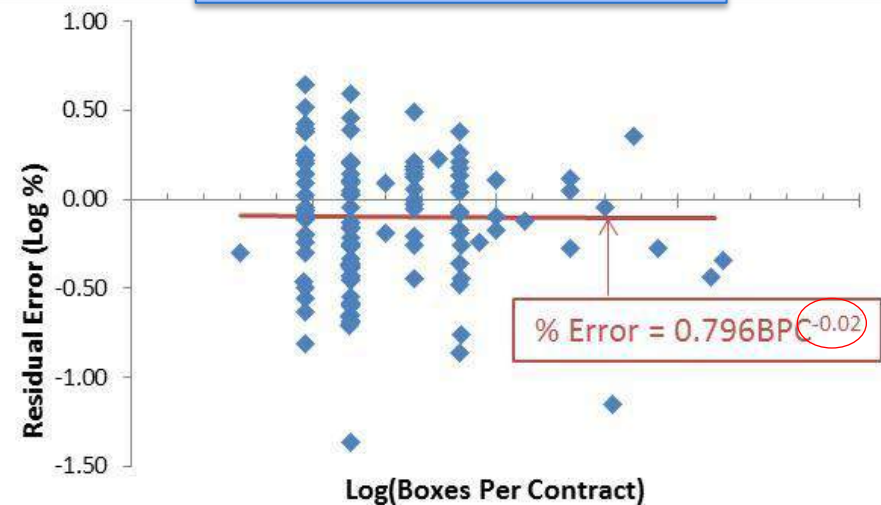 1.00
0.50
0.00
-0.50
-1.00
-1.50
Residual Error (Log %)
% Error = 0.796BPC-0.02
Log(Boxes Per Contract)